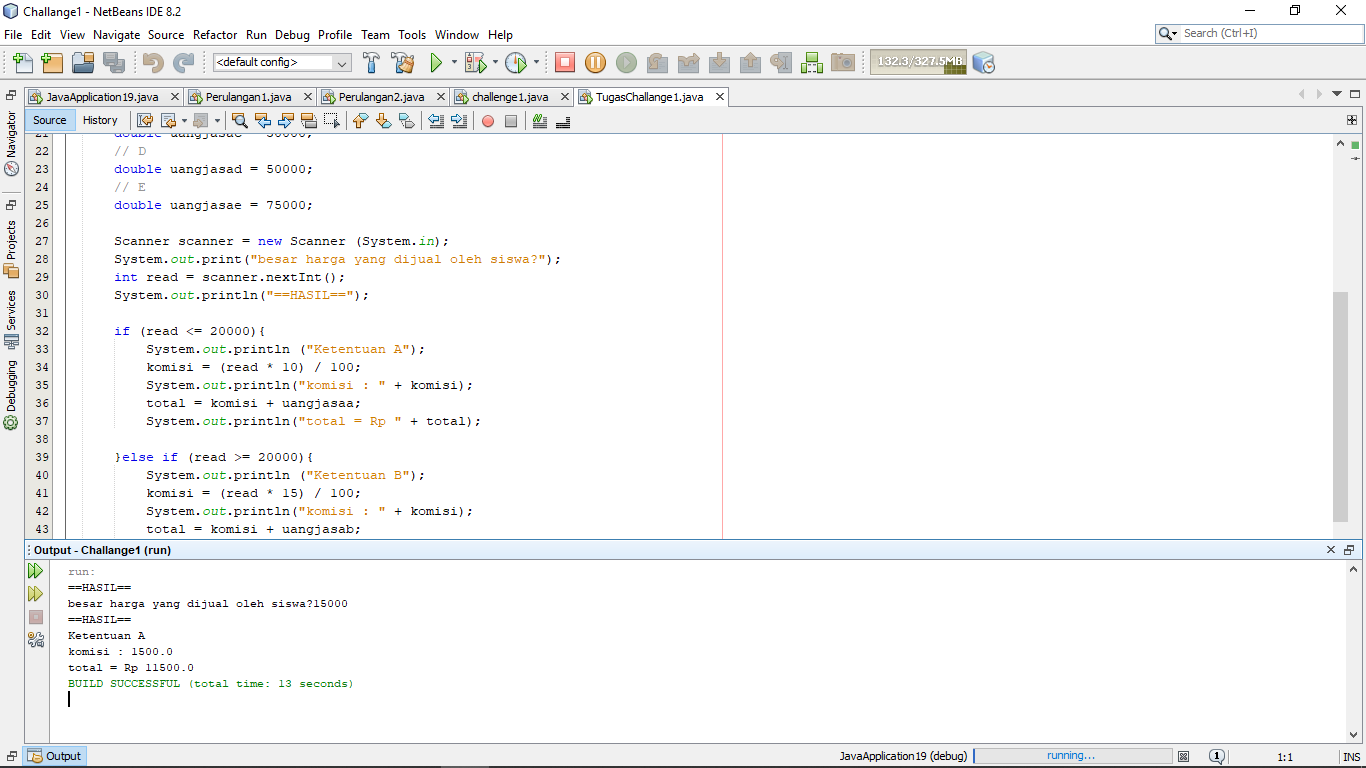 Challange1 - NetBeans IDE 8.2
File Edit View Navigate Source Refactor Run Debug Profile Team Tools Window Help
Search (Ctrl+I)
<default config>
132.3/327.5MB
JavaApplication19.java Perulangan1.java Perulangan2.java challenge1.java TugasChallange1.java
Source History
Navigator
Projects
Services
Debugging
22 // D
23 double uangjasad = 50000;
24 // E
25 double uangjasae = 75000;
26
27 Scanner scanner = new Scanner (System.in);
28 System.out.print("besar harga yang dijual oleh siswa?");
29 int read = scanner.nextInt();
30 System.out.println("==HASIL==");
31
32 if (read <= 20000){
33 System.out.println ("Ketentuan A");
34 komisi = (read * 10) / 100;
35 System.out.println("komisi : " + komisi);
36 total = komisi + uangjasaa;
37 System.out.println("total = Rp " + total);
38
39 }else if (read >= 20000){
40 System.out.println ("Ketentuan B");
41 komisi = (read * 15) / 100;
42 System.out.println("komisi : " + komisi);
43 total = komisi + uangjasab;
Output - Challange1 (run)
run:
==HASIL==
besar harga yang dijual oleh siswa?15000
==HASIL==
Ketentuan A
komisi : 1500.0
total = Rp 11500.0
BUILD SUCCESSFUL (total time: 13 seconds)
Output
JavaApplication19 (debug) running... 1 1:1 INS